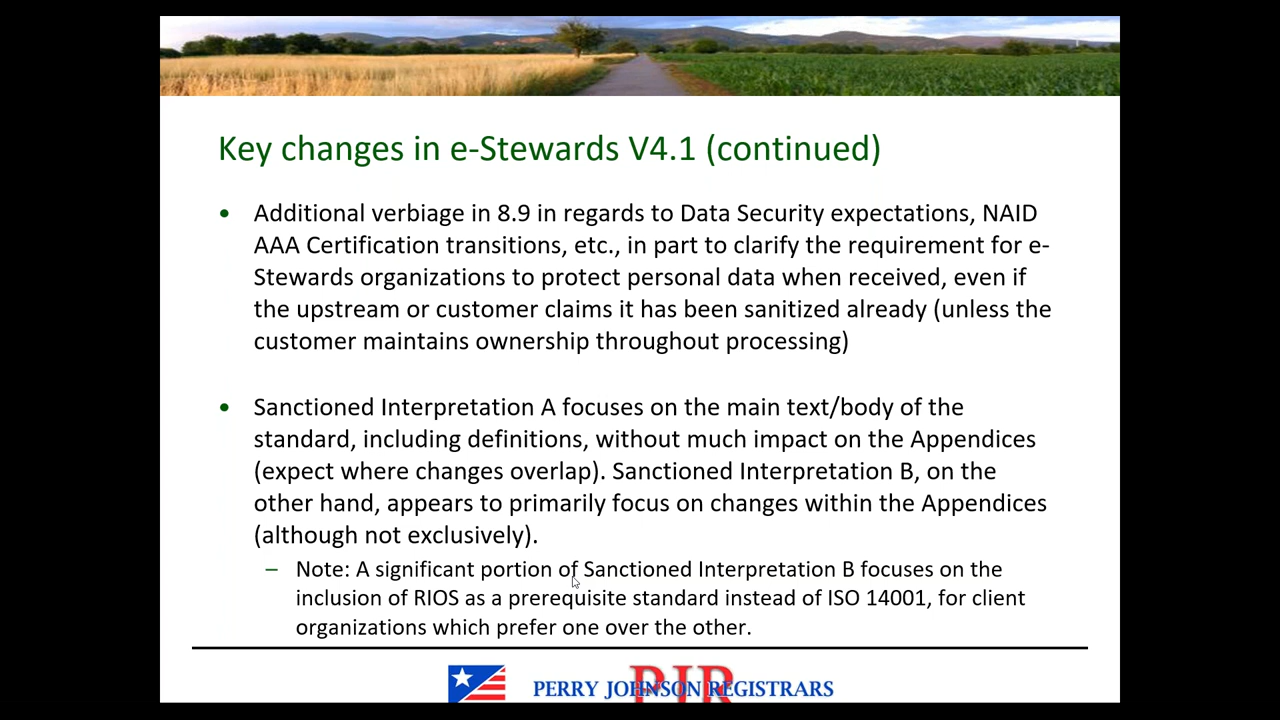 Key changes in e-Stewards V4.1 (continued)
• Additional verbiage in 8.9 in regards to Data Security expectations, NAID
AAA Certification transitions, etc., in part to clarify the requirement for e-
Stewards organizations to protect personal data when received, even if
the upstream or customer claims it has been sanitized already (unless the
customer maintains ownership throughout processing)
• Sanctioned Interpretation A focuses on the main text/body of the
standard, including definitions, without much impact on the Appendices
(expect where changes overlap). Sanctioned Interpretation B, on the
other hand, appears to primarily focus on changes within the Appendices
(although not exclusively).
– Note: A significant portion of Sanctioned Interpretation B focuses on the
inclusion of RIOS as a prerequisite standard instead of ISO 14001, for client
organizations which prefer one over the other.
PJR
PERRY JOHNSON REGISTRARS